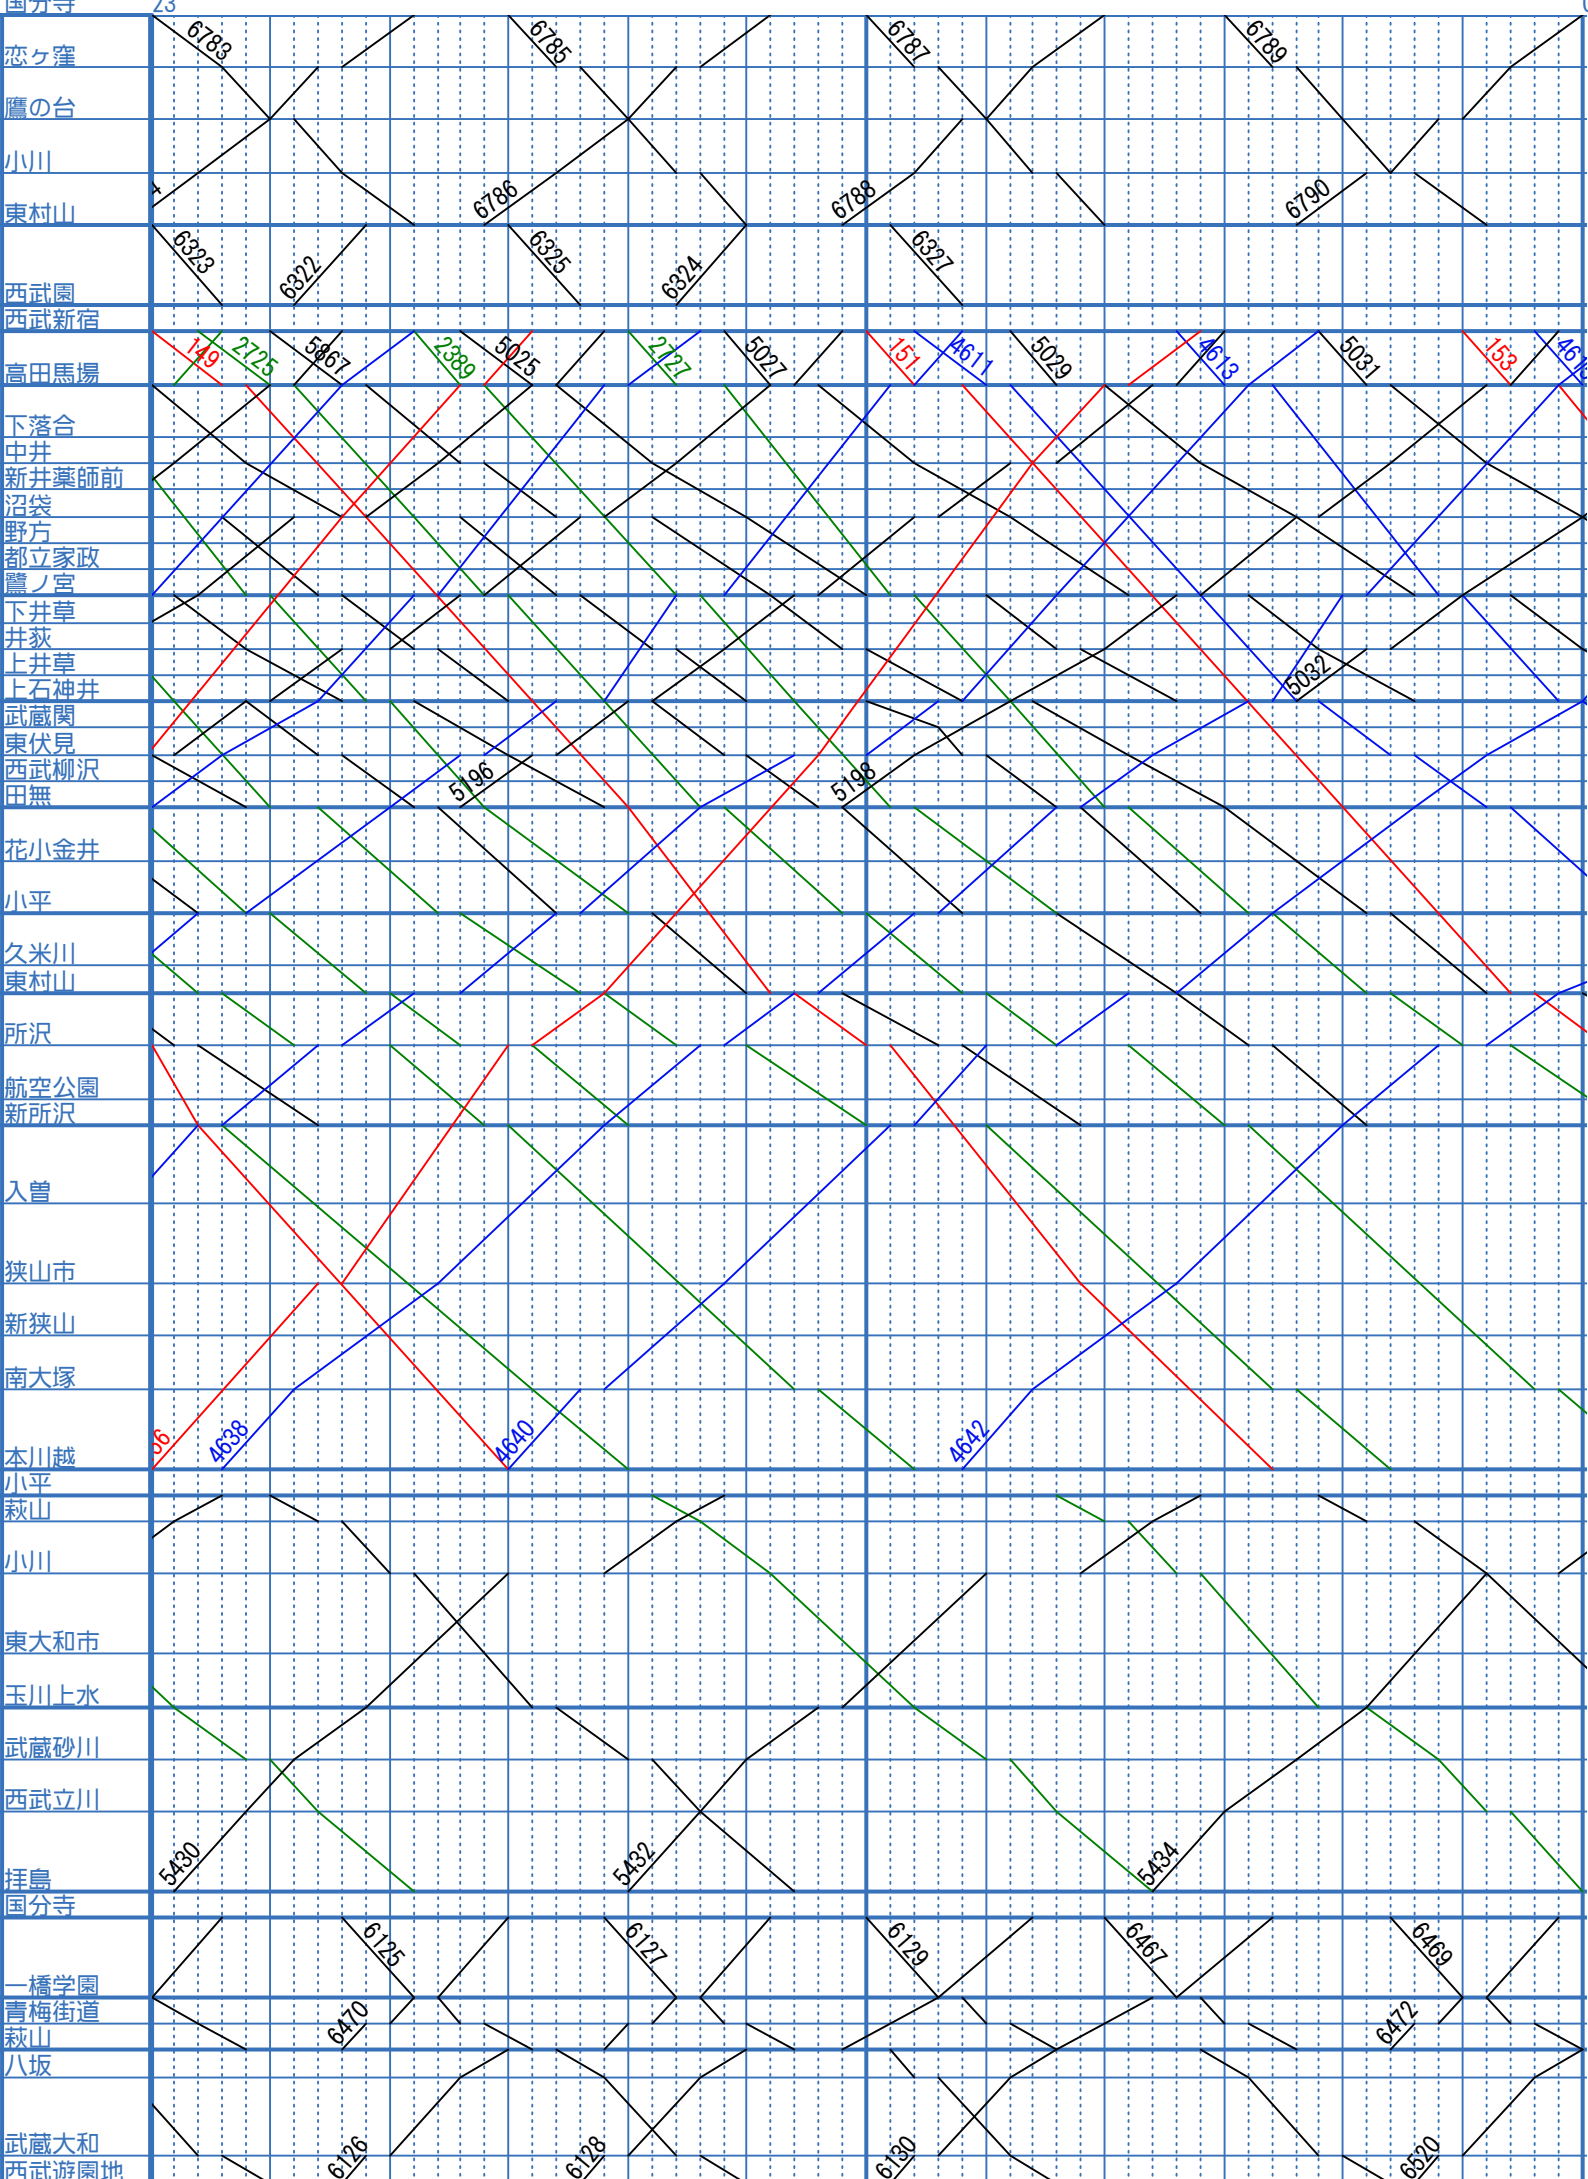 国分寺 23
6783 6785 6787 6789
恋ヶ窪
鷹の台
小川
6786 6788 6790
東村山
6323 6322 6325 6324 6327
西武園
西武新宿
149 2725 5867 2389 5025 2727 5027 151 4611 5029 4613 5031 153
高田馬場
下落合
中井
新井薬師前
沼袋
野方
都立家政
鷺ノ宮
下井草
井荻
上井草
5032
上石神井
武蔵関
東伏見
西武柳沢
5196 5198
田無
花小金井
小平
久米川
東村山
所沢
航空公園
新所沢
入曽
狭山市
新狭山
南大塚
4638 4640 4642
本川越
小平
萩山
小川
東大和市
玉川上水
武蔵砂川
西武立川
5430 5432 5434
拝島
国分寺
6125 6127 6129 6467 6469
一橋学園
青梅街道
6470 6472
萩山
八坂
武蔵大和
6126 6128 6130 6520
西武遊園地